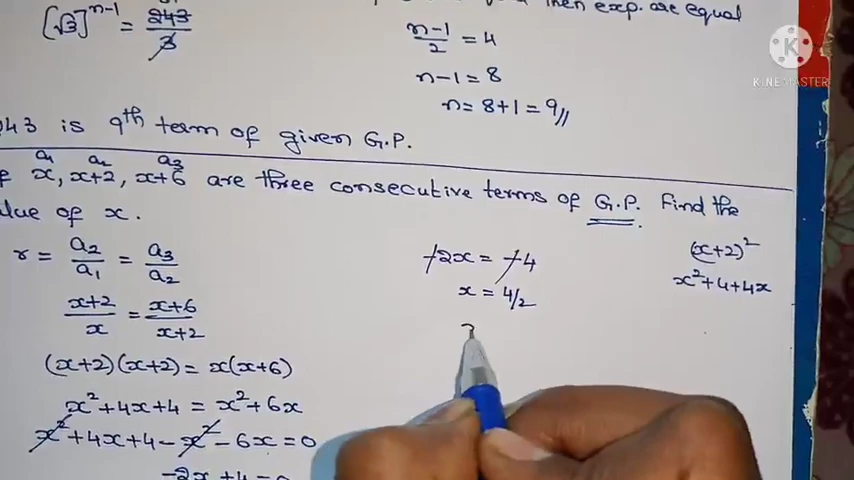 then exp. are equal
[√3]^{n-1} = 243/3
n-1/2 = 4
n-1 = 8
n = 8+1 = 9//
K
KINEMASTER
243 is 9th term of given G.P.
a1 a2 a3
x, x+2, x+6 are three consecutive terms of G.P. Find the
value of x.
r = a2/a1 = a3/a2
x+2/x = x+6/x+2
(x+2)(x+2) = x(x+6)
x²+4x+4 = x²+6x
x²+4x+4-x²-6x=0
-2x+4=0
-2x = -4
x = 4/2
(x+2)²
x²+4+4x